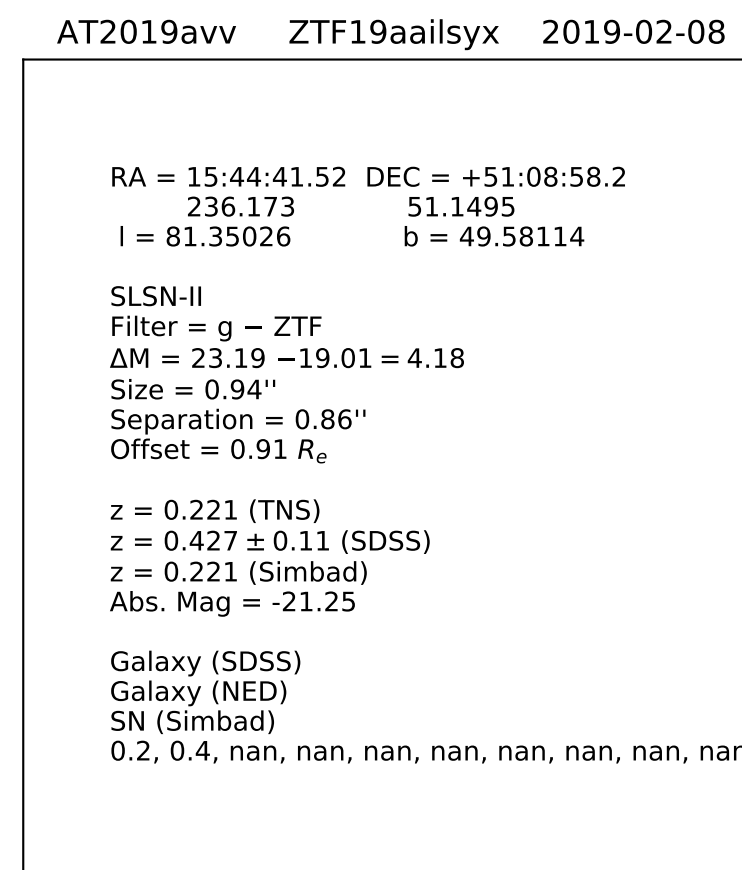 AT2019avv ZTF19aailsyx 2019-02-08
RA = 15:44:41.52 DEC = +51:08:58.2
236.173 51.1495
l = 81.35026 b = 49.58114
SLSN-II
Filter = g − ZTF
ΔM = 23.19 −19.01 = 4.18
Size = 0.94''
Separation = 0.86''
Offset = 0.91 Re
z = 0.221 (TNS)
z = 0.427 ± 0.11 (SDSS)
z = 0.221 (Simbad)
Abs. Mag = -21.25
Galaxy (SDSS)
Galaxy (NED)
SN (Simbad)
0.2, 0.4, nan, nan, nan, nan, nan, nan, nan,